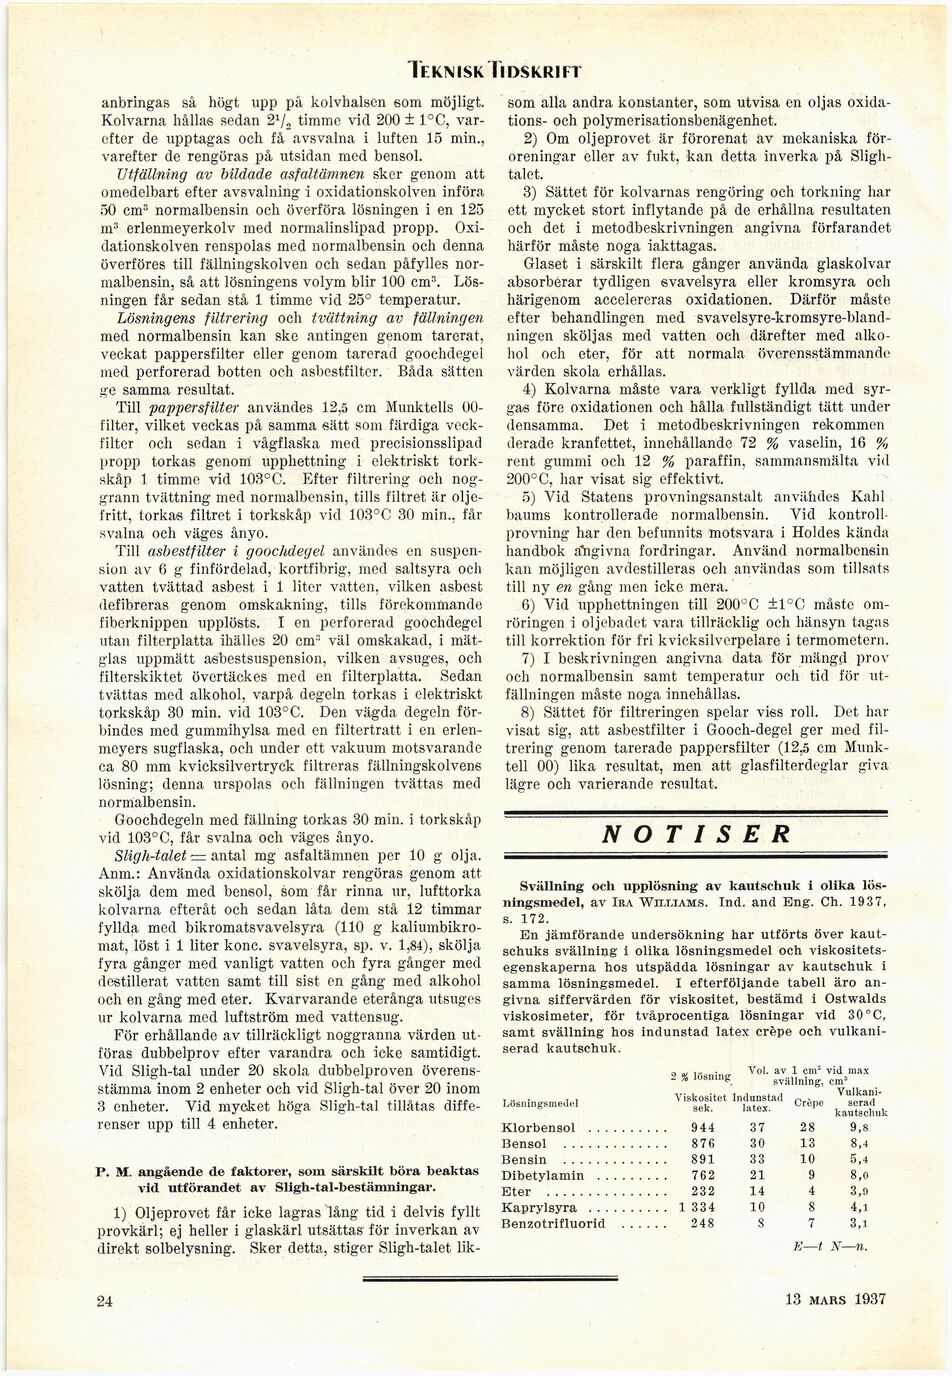 TEKNISK TIDSKRIFT
anbringas så högt upp på kolvhalsen som möjligt.
Kolvarna hållas sedan 2¹/₂ timme vid 200 ± 1°C, var-
efter de upptagas och få avsvalna i luften 15 min.,
varefter de rengöras på utsidan med bensol.
Utfällning av bildade asfaltämnen sker genom att
omedelbart efter avsvalning i oxidationskolven införa
50 cm³ normalbensin och överföra lösningen i en 125
m³ erlenmeyerkolv med normalinslipad propp. Oxi-
dationskolven renspolas med normalbensin och denna
överföres till fällningskolven och sedan påfylles nor-
malbensin, så att lösningens volym blir 100 cm³. Lös-
ningen får sedan stå 1 timme vid 25° temperatur.
Lösningens filtrering och tvättning av fällningen
med normalbensin kan ske antingen genom tarerat,
veckat pappersfilter eller genom tarerad goochdegel
med perforerad botten och asbestfilter. Båda sätten
ge samma resultat.
Till pappersfilter användes 12,5 cm Munktells 00-
filter, vilket veckas på samma sätt som färdiga veck-
filter och sedan i vågflaska med precisionsslipad
propp torkas genom upphettning i elektriskt tork-
skåp 1 timme vid 103°C. Efter filtrering och nog-
grann tvättning med normalbensin, tills filtret är olje-
fritt, torkas filtret i torkskåp vid 103°C 30 min., får
svalna och väges ånyo.
Till asbestfilter i goochdegel användes en suspen-
sion av 6 g finfördelad, kortfibrig, med saltsyra och
vatten tvättad asbest i 1 liter vatten, vilken asbest
defibreras genom omskakning, tills förekommande
fiberknippen upplösts. I en perforerad goochdegel
utan filterplatta ihälles 20 cm³ väl omskakad, i mät-
glas uppmätt asbestsuspension, vilken avsuges, och
filterskiktet övertäckes med en filterplatta. Sedan
tvättas med alkohol, varpå degeln torkas i elektriskt
torkskåp 30 min. vid 103°C. Den vägda degeln för-
bindes med gummihylsa med en filtertratt i en erlen-
meyers sugflaska, och under ett vakuum motsvarande
ca 80 mm kvicksilvertryck filtreras fällningskolvens
lösning; denna urspolas och fällningen tvättas med
normalbensin.
Goochdegeln med fällning torkas 30 min. i torkskåp
vid 103°C, får svalna och väges ånyo.
Sligh-talet = antal mg asfaltämnen per 10 g olja.
Anm.: Använda oxidationskolvar rengöras genom att
skölja dem med bensol, som får rinna ur, lufttorka
kolvarna efteråt och sedan låta dem stå 12 timmar
fyllda med bikromatsvavelsyra (110 g kaliumbikro-
mat, löst i 1 liter konc. svavelsyra, sp. v. 1,84), skölja
fyra gånger med vanligt vatten och fyra gånger med
destillerat vatten samt till sist en gång med alkohol
och en gång med eter. Kvarvarande eterånga utsuges
ur kolvarna med luftström med vattensug.
För erhållande av tillräckligt noggranna värden ut-
föras dubbelprov efter varandra och icke samtidigt.
Vid Sligh-tal under 20 skola dubbelproven överens-
stämma inom 2 enheter och vid Sligh-tal över 20 inom
3 enheter. Vid mycket höga Sligh-tal tillåtas diffe-
renser upp till 4 enheter.
P. M. angående de faktorer, som särskilt böra beaktas
vid utförandet av Sligh-tal-bestämningar.
1) Oljeprovet får icke lagras lång tid i delvis fyllt
provkärl; ej heller i glaskärl utsättas för inverkan av
direkt solbelysning. Sker detta, stiger Sligh-talet lik-
som alla andra konstanter, som utvisa en oljas oxida-
tions- och polymerisationsbenägenhet.
2) Om oljeprovet är förorenat av mekaniska för-
oreningar eller av fukt, kan detta inverka på Sligh-
talet.
3) Sättet för kolvarnas rengöring och torkning har
ett mycket stort inflytande på de erhållna resultaten
och det i metodbeskrivningen angivna förfarandet
härför måste noga iakttagas.
Glaset i särskilt flera gånger använda glaskolvar
absorberar tydligen svavelsyra eller kromsyra och
härigenom accelereras oxidationen. Därför måste
efter behandlingen med svavelsyre-kromsyre-bland-
ningen sköljas med vatten och därefter med alko-
hol och eter, för att normala överensstämmande
värden skola erhållas.
4) Kolvarna måste vara verkligt fyllda med syr-
gas före oxidationen och hålla fullständigt tätt under
densamma. Det i metodbeskrivningen rekommen
derade kranfettet, innehållande 72 % vaselin, 16 %
rent gummi och 12 % paraffin, sammansmälta vid
200°C, har visat sig effektivt.
5) Vid Statens provningsanstalt användes Kahl
baums kontrollerade normalbensin. Vid kontroll-
provning har den befunnits motsvara i Holdes kända
handbok angivna fordringar. Använd normalbensin
kan möjligen avdestilleras och användas som tillsats
till ny en gång men icke mera.
6) Vid upphettningen till 200°C ±1°C måste om-
röringen i oljebadet vara tillräcklig och hänsyn tagas
till korrektion för fri kvicksilverpelare i termometern.
7) I beskrivningen angivna data för mängd prov
och normalbensin samt temperatur och tid för ut-
fällningen måste noga innehållas.
8) Sättet för filtreringen spelar viss roll. Det har
visat sig, att asbestfilter i Gooch-degel ger med fil-
trering genom tarerade pappersfilter (12,5 cm Munk-
tell 00) lika resultat, men att glasfilterdeglar giva
lägre och varierande resultat.
NOTISER
Svällning och upplösning av kautschuk i olika lös-
ningsmedel, av IRA WILLIAMS. Ind. and Eng. Ch. 1937,
s. 172.
En jämförande undersökning har utförts över kaut-
schuks svällning i olika lösningsmedel och viskositets-
egenskaperna hos utspädda lösningar av kautschuk i
samma lösningsmedel. I efterföljande tabell äro an-
givna siffervärden för viskositet, bestämd i Ostwalds
viskosimeter, för tvåprocentiga lösningar vid 30°C,
samt svällning hos indunstad latex crêpe och vulkani-
serad kautschuk.
2 % lösning Vol. av 1 cm³ vid max
svällning, cm³
Lösningsmedel Viskositet sek. Indunstad latex. Crêpe Vulkani-serad kautschuk
Klorbensol .......... 944 37 28 9,8
Bensol ............. 876 30 13 8,4
Bensin ............. 891 33 10 5,4
Dibetylamin ......... 762 21 9 8,0
Eter ............... 232 14 4 3,9
Kaprylsyra .......... 1 334 10 8 4,1
Benzotrifluorid ...... 248 8 7 3,1
E—t N—n.
24
13 MARS 1937